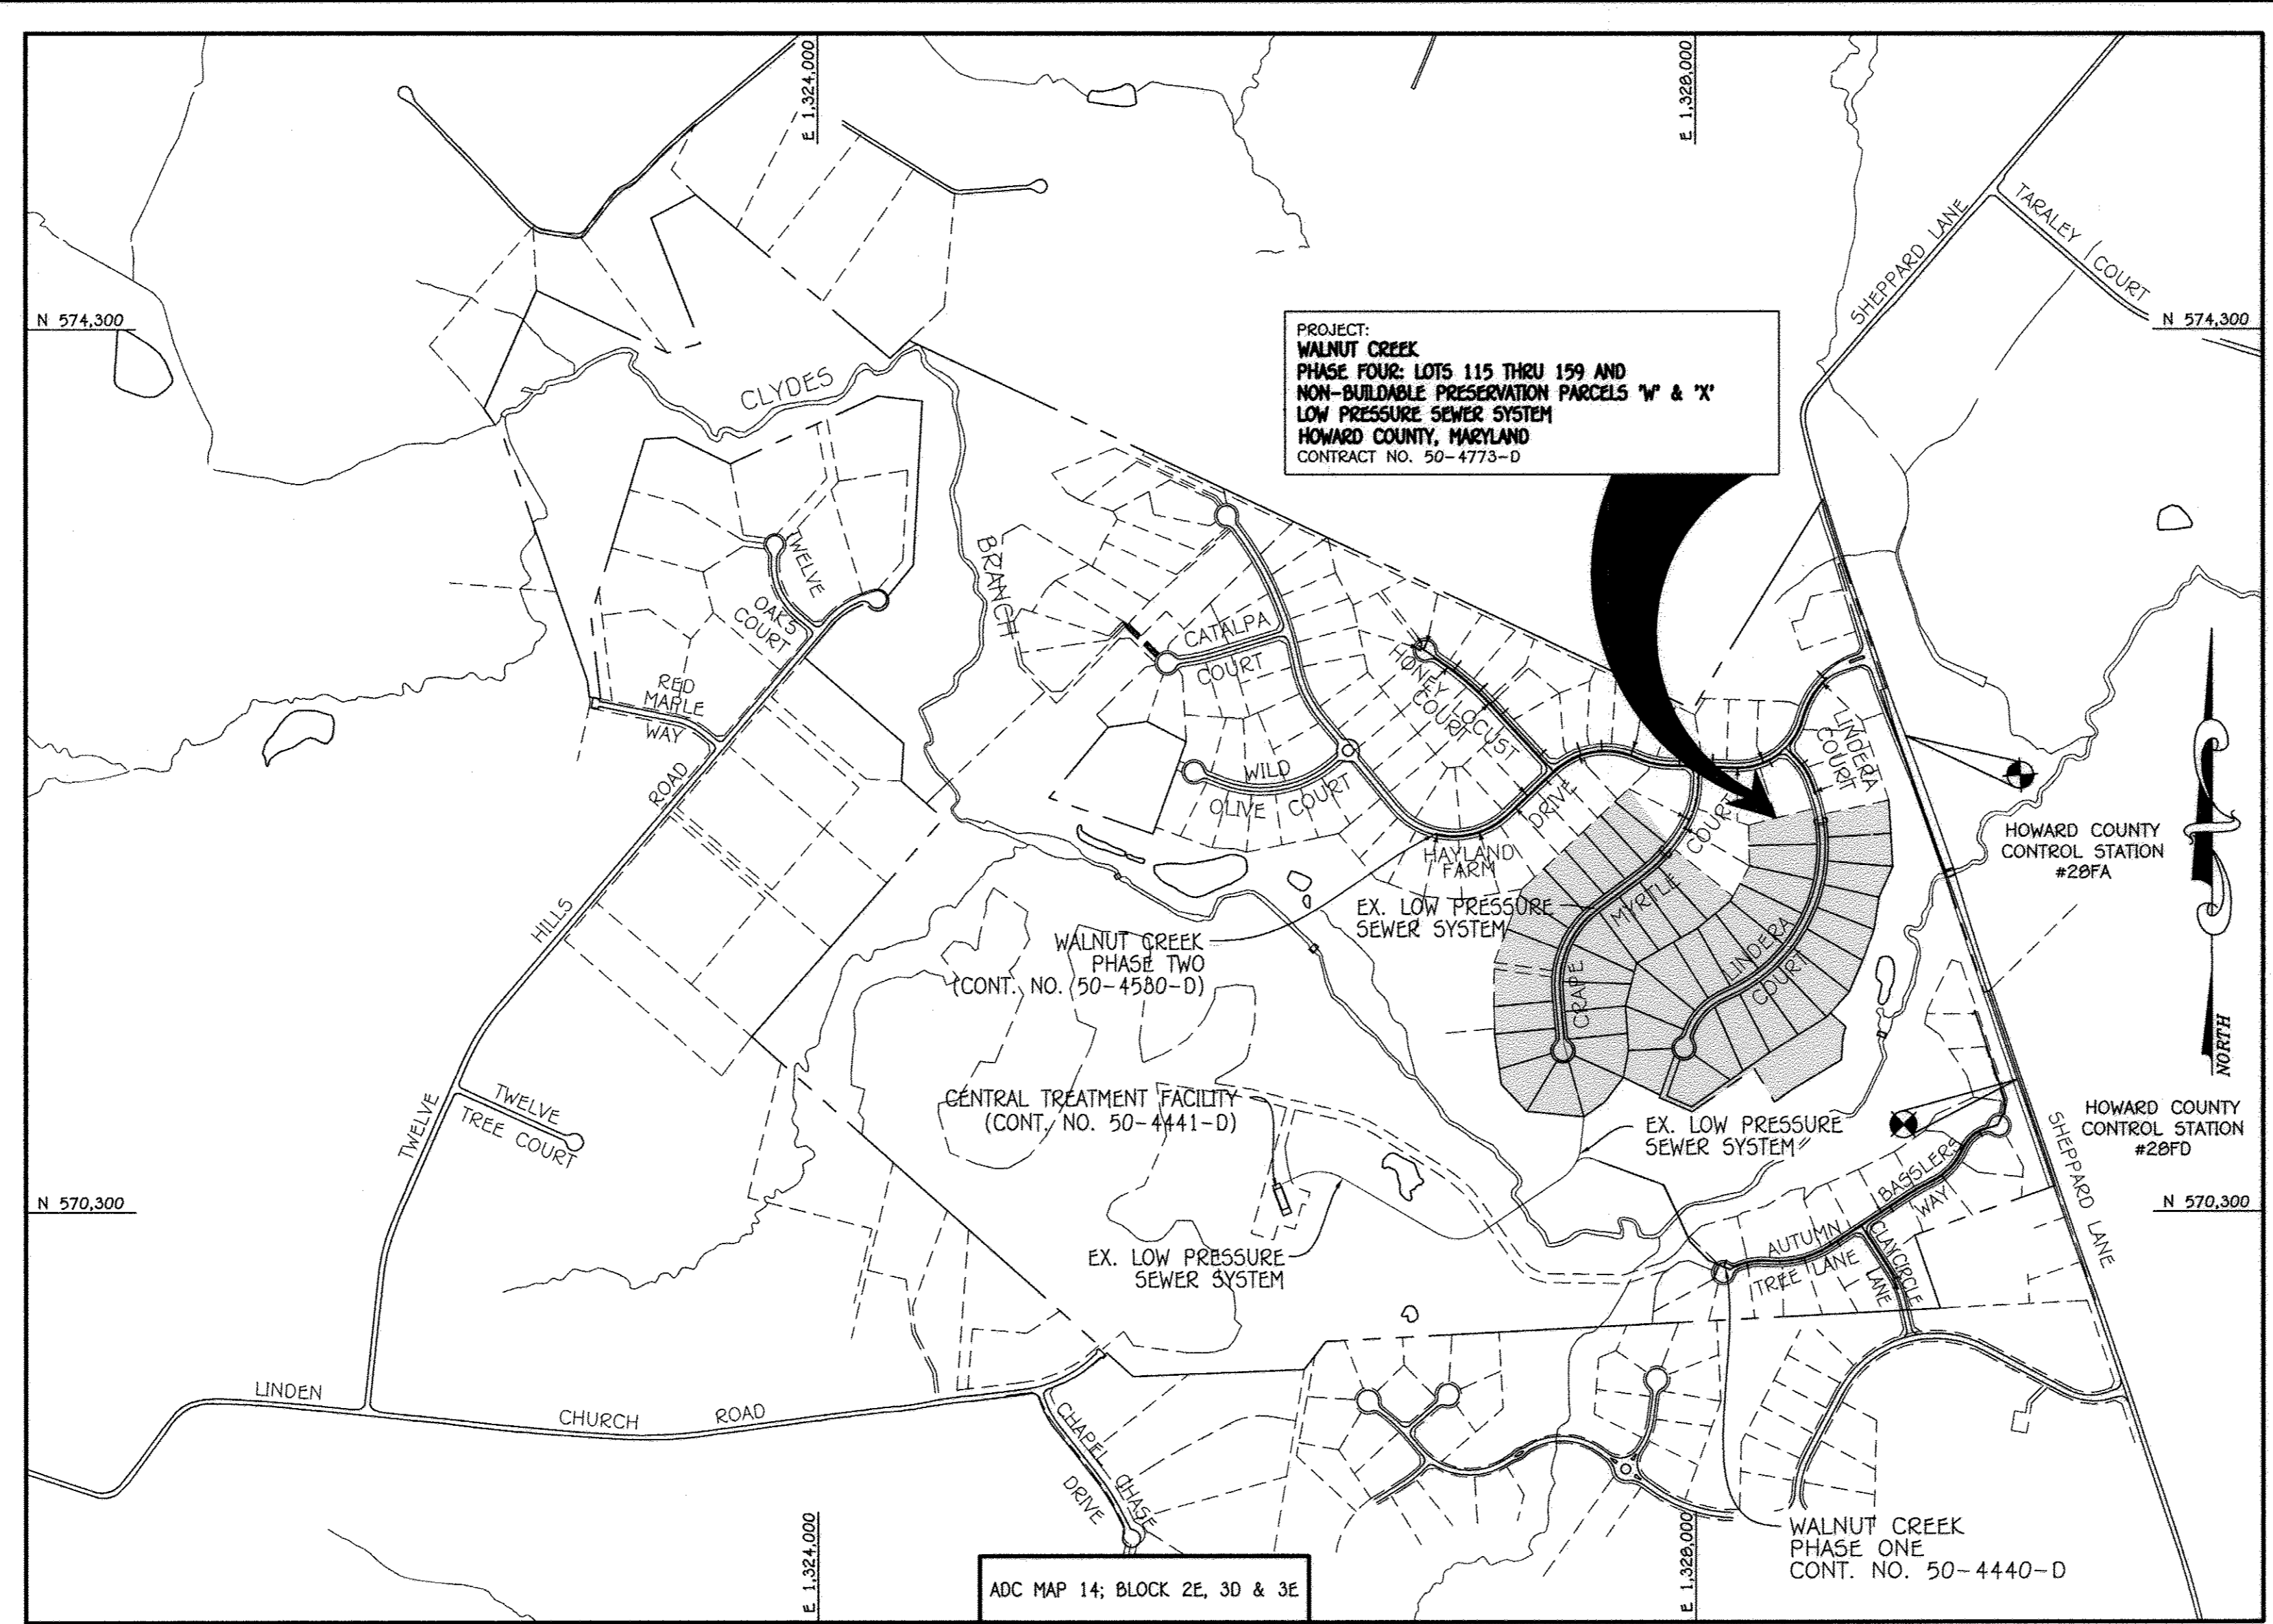 E 1,324,000
E 1,328,000
SHEPPARD LANE
TARALEY COURT
N 574,300
N 574,300
PROJECT:
WALNUT CREEK
PHASE FOUR: LOTS 115 THRU 159 AND
NON-BUILDABLE PRESERVATION PARCELS 'W' & 'X'
LOW PRESSURE SEWER SYSTEM
HOWARD COUNTY, MARYLAND
CONTRACT NO. 50-4773-D
CLYDES
BRANCH
TWELVE
OAKS
COURT
RED
MAPLE
WAY
ROAD
HILLS
TWELVE
TWELVE
TREE COURT
CATALPA
COURT
HONEY LOCUST
COURT
WILD
OLIVE COURT
DRIVE
HAYLAND
FARM
LINDERA
COURT
COURT
MYRTLE
CRAPE
LINDERA
COURT
EX. LOW PRESSURE
SEWER SYSTEM
WALNUT CREEK
PHASE TWO
(CONT. NO. 50-4580-D)
CENTRAL TREATMENT FACILITY
(CONT. NO. 50-4441-D)
EX. LOW PRESSURE
SEWER SYSTEM
EX. LOW PRESSURE
SEWER SYSTEM
HOWARD COUNTY
CONTROL STATION
#28FA
NORTH
HOWARD COUNTY
CONTROL STATION
#28FD
SHEPPARD LANE
BASSLERS
WAY
AUTUMN
TREE LANE
CLAYCIRCLE
LANE
N 570,300
N 570,300
LINDEN
CHURCH
ROAD
CHAPEL CHASE
DRIVE
E 1,324,000
E 1,328,000
WALNUT CREEK
PHASE ONE
CONT. NO. 50-4440-D
ADC MAP 14; BLOCK 2E, 3D & 3E